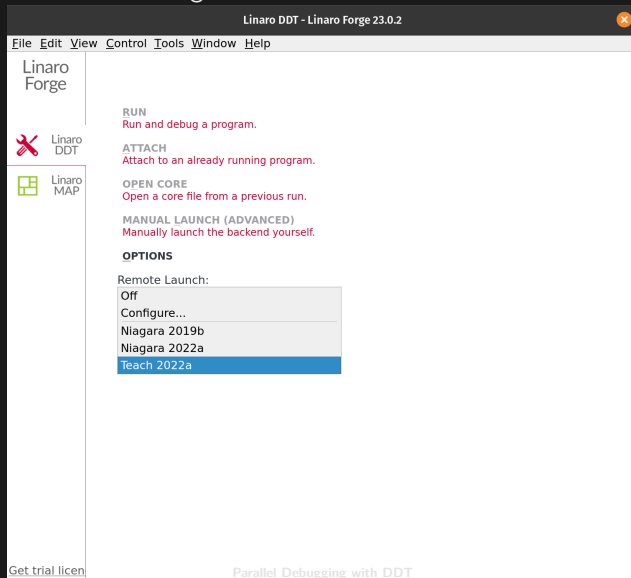 Linaro DDT - Linaro Forge 23.0.2
File Edit View Control Tools Window Help
Linaro
Forge
Linaro
DDT
Linaro
MAP
RUN
Run and debug a program.
ATTACH
Attach to an already running program.
OPEN CORE
Open a core file from a previous run.
MANUAL LAUNCH (ADVANCED)
Manually launch the backend yourself.
OPTIONS
Remote Launch:
Off
Configure...
Niagara 2019b
Niagara 2022a
Teach 2022a
Get trial licen
Parallel Debugging with DDT